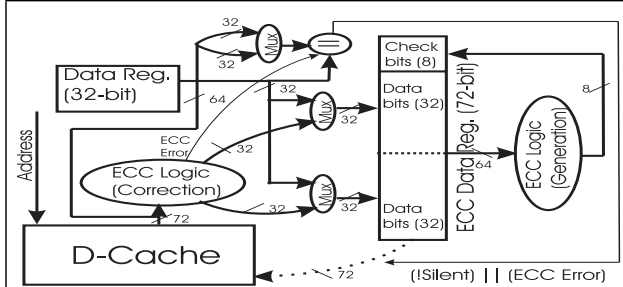 32
32
Mux
||
Data Reg.
(32-bit)
64
32
Check
bits (8)
Data
bits (32)
Data
bits (32)
ECC Data Reg. (72-bit)
8
ECC Logic
(Generation)
64
Mux
32
Mux
32
ECC
Error
32
32
ECC Logic
(Correction)
Address
72
D-Cache
72
(!Silent) || (ECC Error)